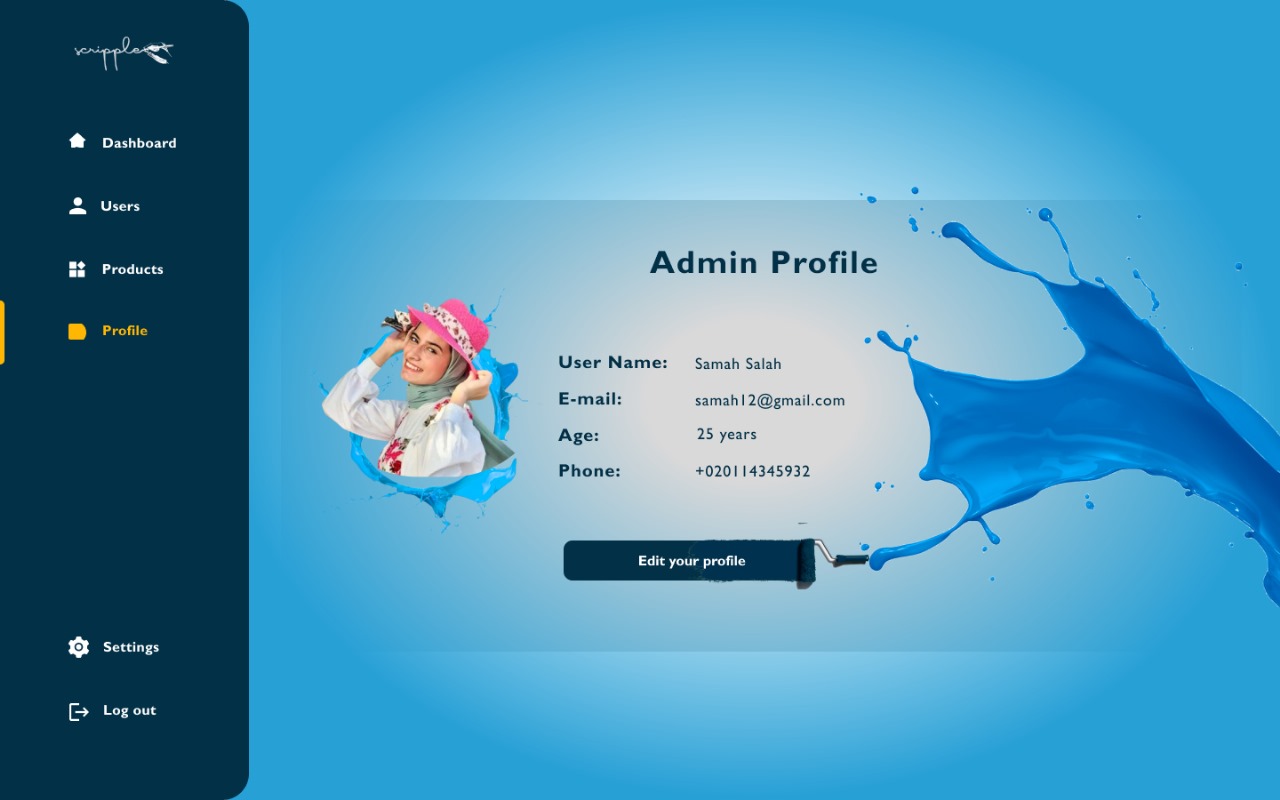 scripple
Dashboard
Users
Products
Profile
Settings
Log out
Admin Profile
User Name: Samah Salah
E-mail: samah12@gmail.com
Age: 25 years
Phone: +020114345932
Edit your profile